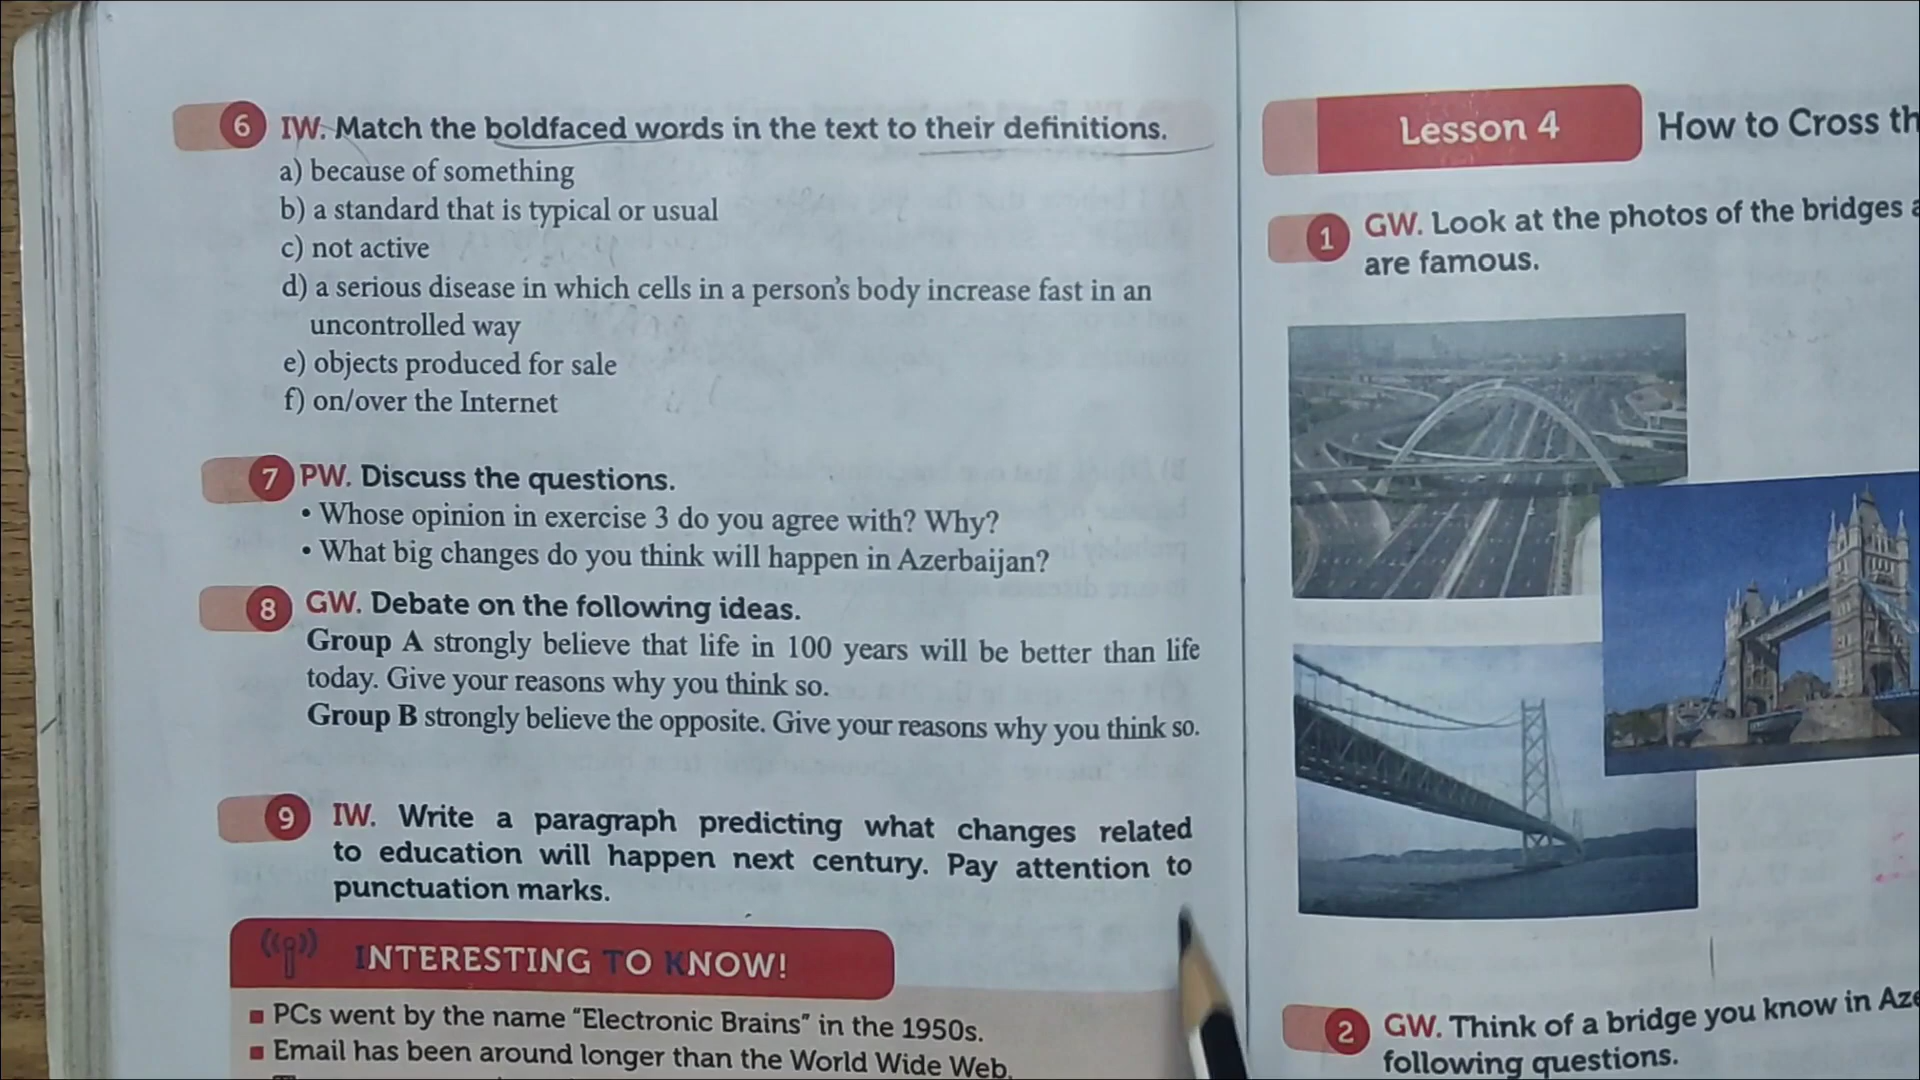 6 IW. Match the boldfaced words in the text to their definitions.
a) because of something
b) a standard that is typical or usual
c) not active
d) a serious disease in which cells in a person's body increase fast in an
uncontrolled way
e) objects produced for sale
f) on/over the Internet
7 PW. Discuss the questions.
• Whose opinion in exercise 3 do you agree with? Why?
• What big changes do you think will happen in Azerbaijan?
8 GW. Debate on the following ideas.
Group A strongly believe that life in 100 years will be better than life
today. Give your reasons why you think so.
Group B strongly believe the opposite. Give your reasons why you think so.
9 IW. Write a paragraph predicting what changes related
to education will happen next century. Pay attention to
punctuation marks.
INTERESTING TO KNOW!
▪ PCs went by the name “Electronic Brains” in the 1950s.
▪ Email has been around longer than the World Wide Web.
Lesson 4 How to Cross
1 GW. Look at the photos of the bridges
are famous.
2 GW. Think of a bridge you know in
following questions.